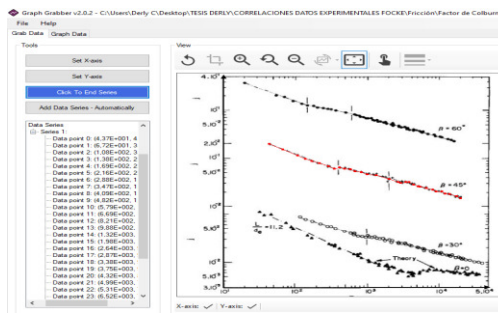 Graph Grabber v2.0.2 - C:\Users\Derly C\Desktop\TESIS DERLY\CORRELACIONES DATOS EXPERIMENTALES FOCKE\Fricción\Factor de Colburn
File Help
Grab Data Graph Data
Tools
View
Set X-axis
Set Y-axis
Click To End Series
Add Data Series - Automatically
Data Series
Series 1:
Data point 0: (4,37E+001, 4
Data point 1: (6,72E+001, 3
Data point 2: (1,08E+002, 3
Data point 3: (1,38E+002, 2
Data point 4: (1,69E+002, 2
Data point 5: (2,16E+002, 2
Data point 6: (2,88E+002, 1
Data point 7: (3,47E+002, 1
Data point 8: (4,09E+002, 1
Data point 9: (4,82E+002, 1
Data point 10: (5,79E+002,
Data point 11: (6,69E+002,
Data point 12: (8,21E+002,
Data point 13: (9,88E+002,
Data point 14: (1,32E+003,
Data point 15: (1,98E+003,
Data point 16: (2,64E+003,
Data point 17: (2,87E+003,
Data point 18: (3,38E+003,
Data point 19: (3,75E+003,
Data point 20: (4,32E+003,
Data point 21: (4,99E+003,
Data point 22: (5,31E+003,
Data point 23: (6,52E+003,
β=60°
β=45°
β=30°
Theory
β=0
X-axis: ✓ Y-axis: ✓